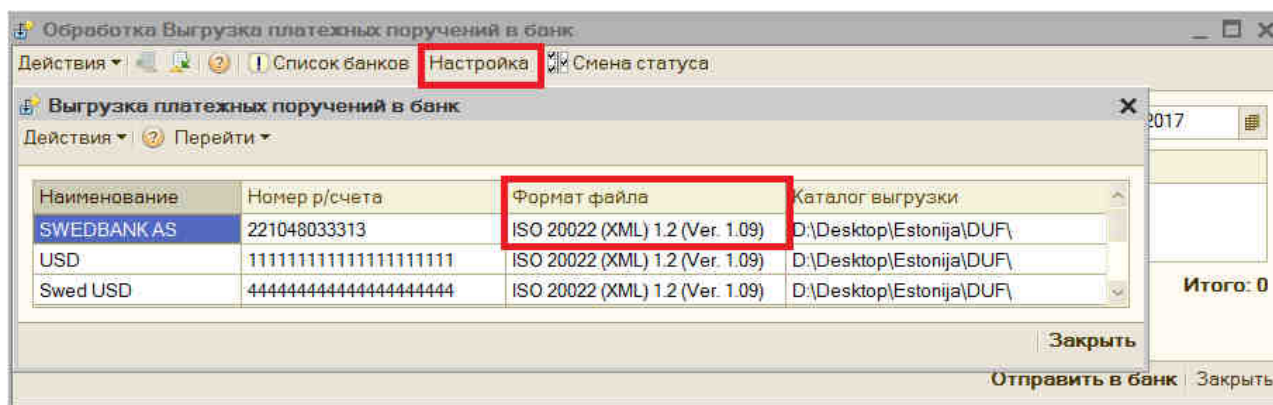 Обработка Выгрузка платежных поручений в банк
Действия Список банков Настройка Смена статуса
Выгрузка платежных поручений в банк
2017
Действия Перейти
Наименование Номер р/счета Формат файла Каталог выгрузки
SWEDBANK AS 221048033313 ISO 20022 (XML) 1.2 (Ver. 1.09) D:\Desktop\Estonija\DUF\
USD 111111111111111111111 ISO 20022 (XML) 1.2 (Ver. 1.09) D:\Desktop\Estonija\DUF\
Swed USD 444444444444444444444 ISO 20022 (XML) 1.2 (Ver. 1.09) D:\Desktop\Estonija\DUF\
Итого: 0
Закрыть
Отправить в банк Закрыть